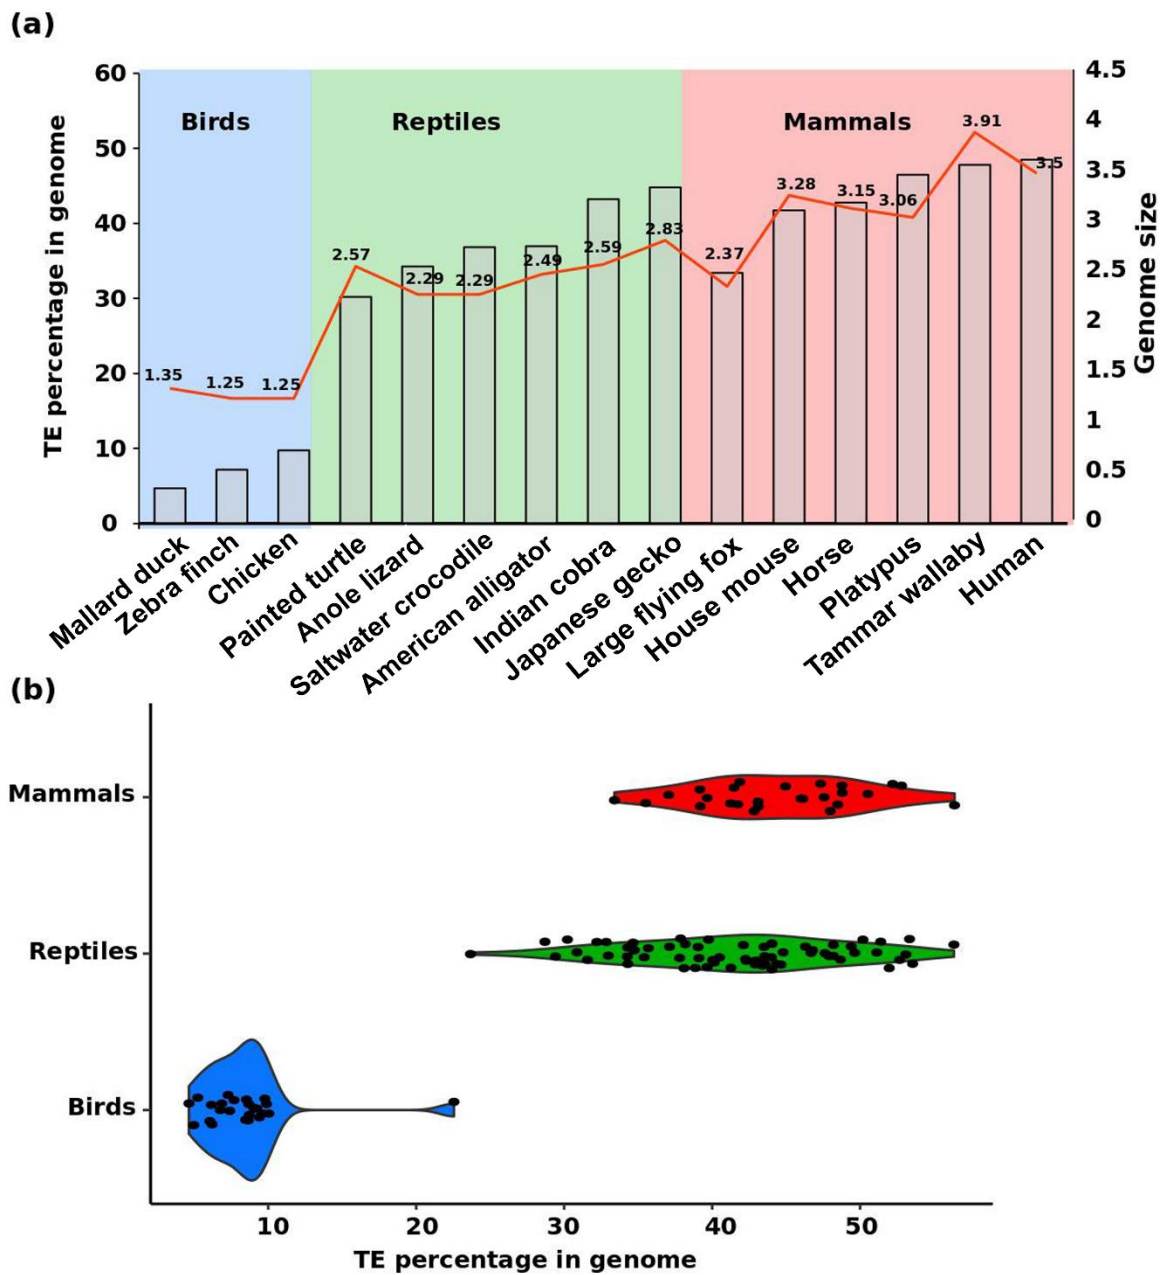 (a)
60
50
40
30
20
10
0
TE percentage in genome
Birds
Reptiles
Mammals
1.35
1.25
1.25
2.57
2.29
2.29
2.49
2.59
2.83
2.37
3.28
3.15
3.06
3.91
3.5
4.5
4
3.5
3
2.5
2
1.5
1
0.5
0
Genome size
Mallard duck
Zebra finch
Chicken
Painted turtle
Anole lizard
Saltwater crocodile
American alligator
Indian cobra
Japanese gecko
Large flying fox
House mouse
Horse
Platypus
Tammar wallaby
Human
(b)
Mammals
Reptiles
Birds
10
20
30
40
50
TE percentage in genome